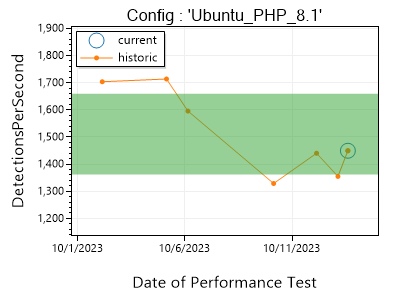 Config : 'Ubuntu_PHP_8.1'
1,900
1,800
1,700
1,600
1,500
1,400
1,300
1,200
current
historic
DetectionsPerSecond
10/1/2023
10/6/2023
10/11/2023
Date of Performance Test